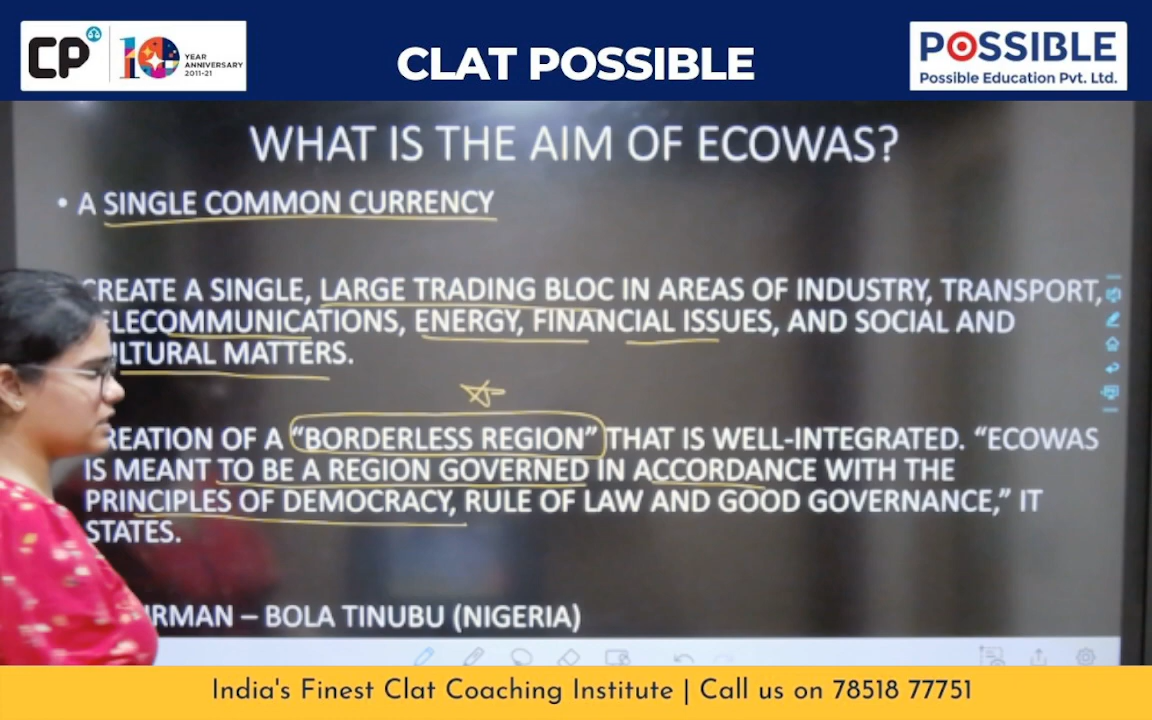 CP
10 YEAR
ANNIVERSARY
2011-21
CLAT POSSIBLE
POSSIBLE
Possible Education Pvt. Ltd.
WHAT IS THE AIM OF ECOWAS?
• A SINGLE COMMON CURRENCY
CREATE A SINGLE, LARGE TRADING BLOC IN AREAS OF INDUSTRY, TRANSPORT,
LECOMMUNICATIONS, ENERGY, FINANCIAL ISSUES, AND SOCIAL AND
ULTURAL MATTERS.
REATION OF A “BORDERLESS REGION” THAT IS WELL-INTEGRATED. “ECOWAS
IS MEANT TO BE A REGION GOVERNED IN ACCORDANCE WITH THE
PRINCIPLES OF DEMOCRACY, RULE OF LAW AND GOOD GOVERNANCE,” IT
STATES.
IRMAN – BOLA TINUBU (NIGERIA)
India's Finest Clat Coaching Institute | Call us on 78518 77751